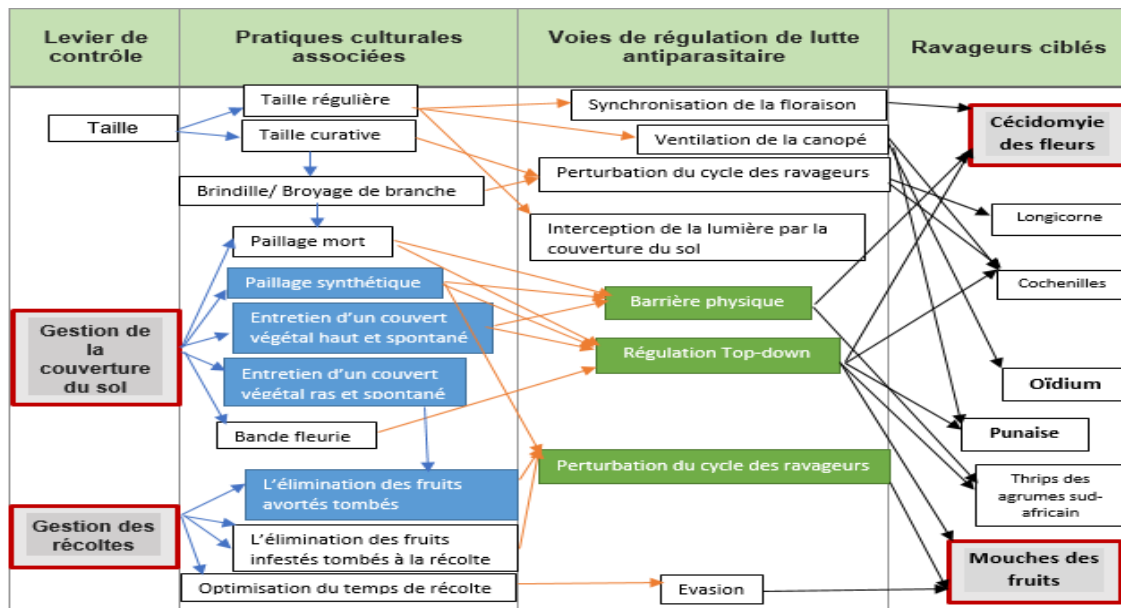 Levier de
contrôle
Pratiques culturales
associées
Voies de régulation de lutte
antiparasitaire
Ravageurs ciblés
Taille
Taille régulière
Taille curative
Brindille/ Broyage de branche
Paillage mort
Paillage synthétique
Entretien d’un couvert
végétal haut et spontané
Entretien d’un couvert
végétal ras et spontané
Bande fleurie
Gestion de
la
couverture
du sol
Gestion des
récoltes
L’élimination des fruits
avortés tombés
L’élimination des fruits
infestés tombés à la récolte
Optimisation du temps de récolte
Synchronisation de la floraison
Ventilation de la canopé
Perturbation du cycle des ravageurs
Interception de la lumière par la
couverture du sol
Barrière physique
Régulation Top-down
Perturbation du cycle des ravageurs
Evasion
Cécidomyie
des fleurs
Longicorne
Cochenilles
Oïdium
Punaise
Thrips des
agrumes sud-
africain
Mouches des
fruits